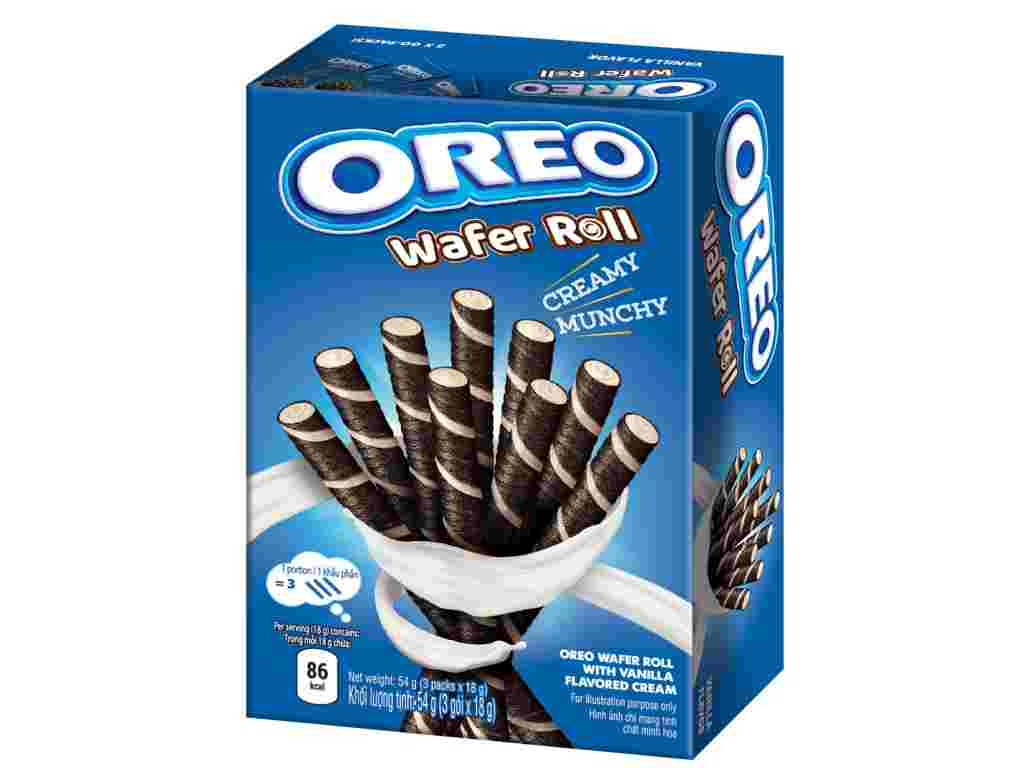 3 X GO-PACKS!
VANILLA FLAVOR
OREO
Wafer Roll
OREO
Wafer Roll
CREAMY
MUNCHY
OREO
Wafer Roll
1 portion / 1 khẩu phần
= 3
Per serving (18 g) contains:
Trong mỗi 18 g chứa:
86
kcal
Net weight: 54 g (3 packs x 18 g)
Khối lượng tịnh: 54 g (3 gói x 18 g)
OREO WAFER ROLL
WITH VANILLA
FLAVORED CREAM
For illustration purpose only
Hình ảnh chỉ mang tính
chất minh họa